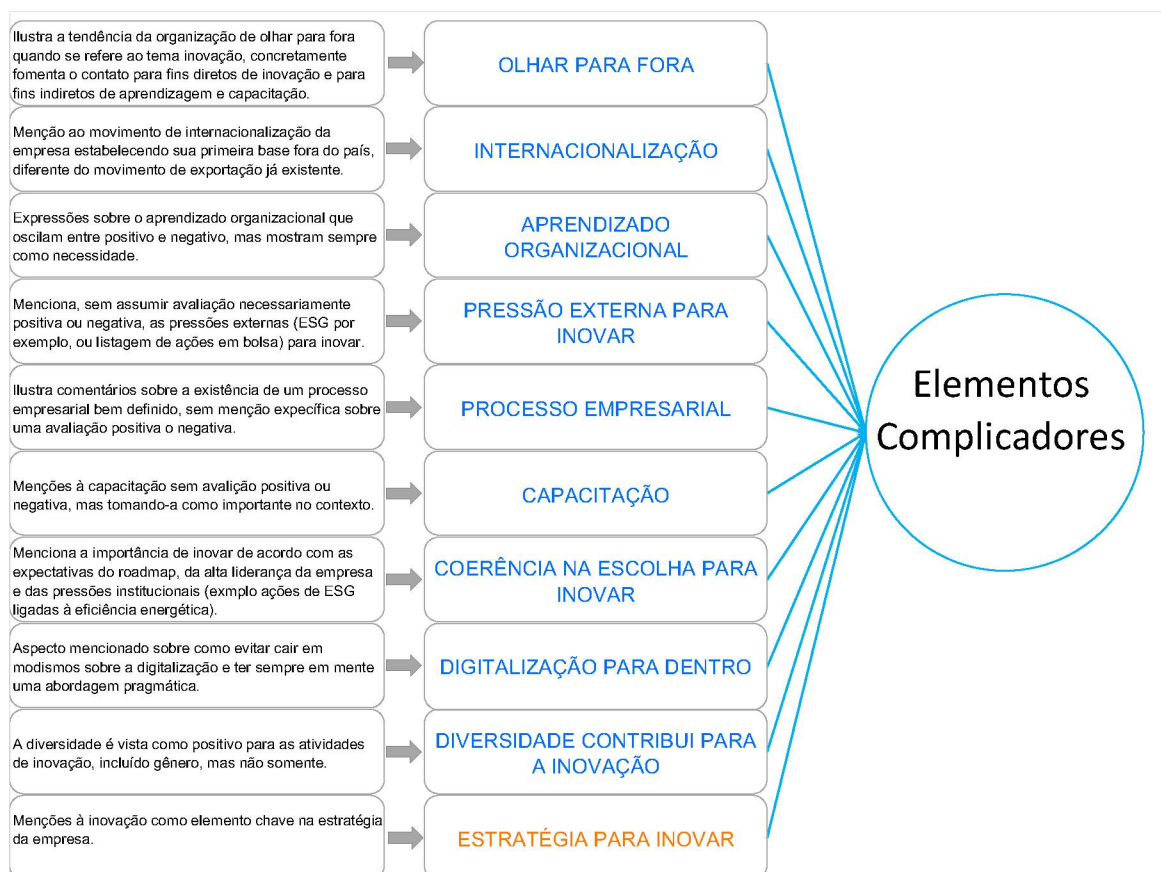 Ilustra a tendência da organização de olhar para fora
quando se refere ao tema inovação, concretamente
fomenta o contato para fins diretos de inovação e para
fins indiretos de aprendizagem e capacitação.
OLHAR PARA FORA
Menção ao movimento de internacionalização da
empresa estabelecendo sua primeira base fora do país,
diferente do movimento de exportação já existente.
INTERNACIONALIZAÇÃO
Expressões sobre o aprendizado organizacional que
oscilam entre positivo e negativo, mas mostram sempre
como necessidade.
APRENDIZADO
ORGANIZACIONAL
Menciona, sem assumir avaliação necessariamente
positiva ou negativa, as pressões externas (ESG por
exemplo, ou listagem de ações em bolsa) para inovar.
PRESSÃO EXTERNA PARA
INOVAR
Ilustra comentários sobre a existência de um processo
empresarial bem definido, sem menção expecífica sobre
uma avaliação positiva o negativa.
PROCESSO EMPRESARIAL
Menções à capacitação sem avalição positiva ou
negativa, mas tomando-a como importante no contexto.
CAPACITAÇÃO
Menciona a importância de inovar de acordo com as
expectativas do roadmap, da alta liderança da empresa
e das pressões institucionais (exmplo ações de ESG
ligadas à eficiência energética).
COERÊNCIA NA ESCOLHA PARA
INOVAR
Aspecto mencionado sobre como evitar cair em
modismos sobre a digitalização e ter sempre em mente
uma abordagem pragmática.
DIGITALIZAÇÃO PARA DENTRO
A diversidade é vista como positivo para as atividades
de inovação, incluído gênero, mas não somente.
DIVERSIDADE CONTRIBUI PARA
A INOVAÇÃO
Menções à inovação como elemento chave na estratégia
da empresa.
ESTRATÉGIA PARA INOVAR
Elementos
Complicadores